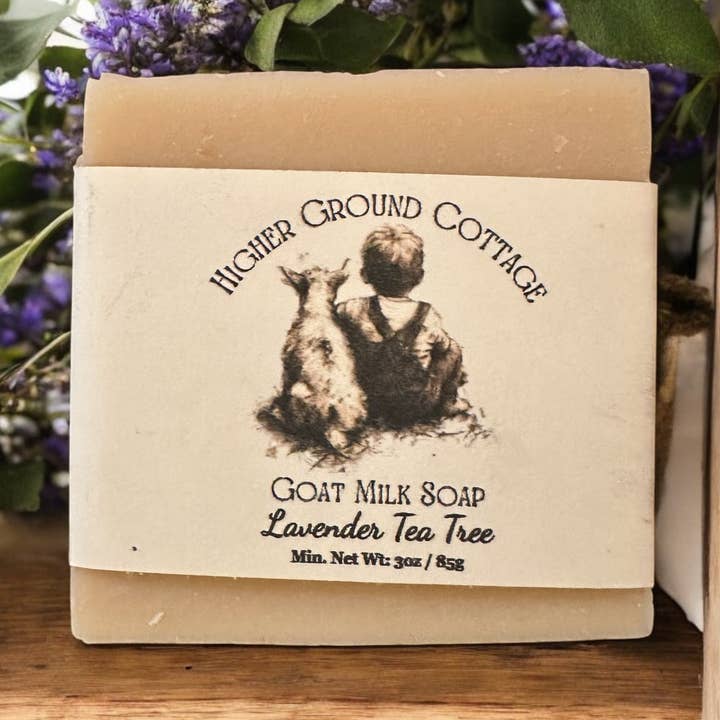 Higher Ground Cottage
Goat Milk Soap
Lavender Tea Tree
Min. Net Wt: 3oz / 85g